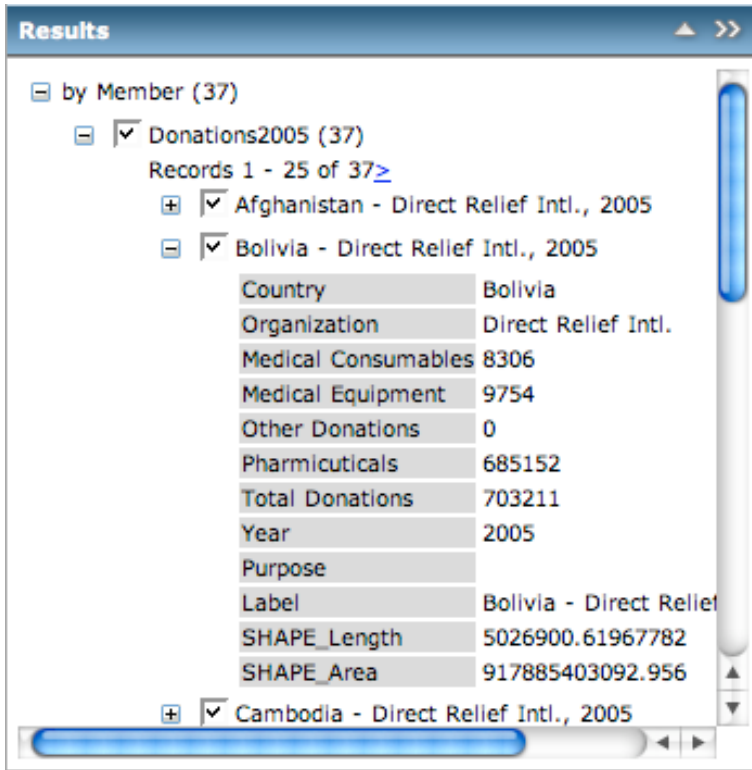 Results
by Member (37)
Donations2005 (37)
Records 1 - 25 of 37>
Afghanistan - Direct Relief Intl., 2005
Bolivia - Direct Relief Intl., 2005
Country Bolivia
Organization Direct Relief Intl.
Medical Consumables 8306
Medical Equipment 9754
Other Donations 0
Pharmicuticals 685152
Total Donations 703211
Year 2005
Purpose
Label Bolivia - Direct Relief
SHAPE_Length 5026900.61967782
SHAPE_Area 917885403092.956
Cambodia - Direct Relief Intl., 2005